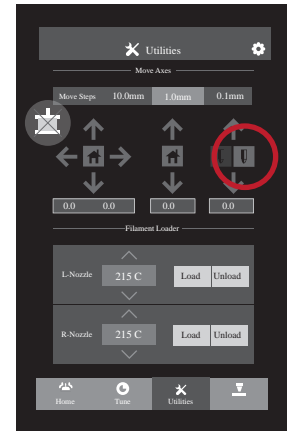 Utilities
Move Axes
Move Steps 10.0mm 1.0mm 0.1mm
0.0 0.0 0.0 0.0
Filament Loader
L-Nozzle 215 C Load Unload
R-Nozzle 215 C Load Unload
Home Tune Utilities